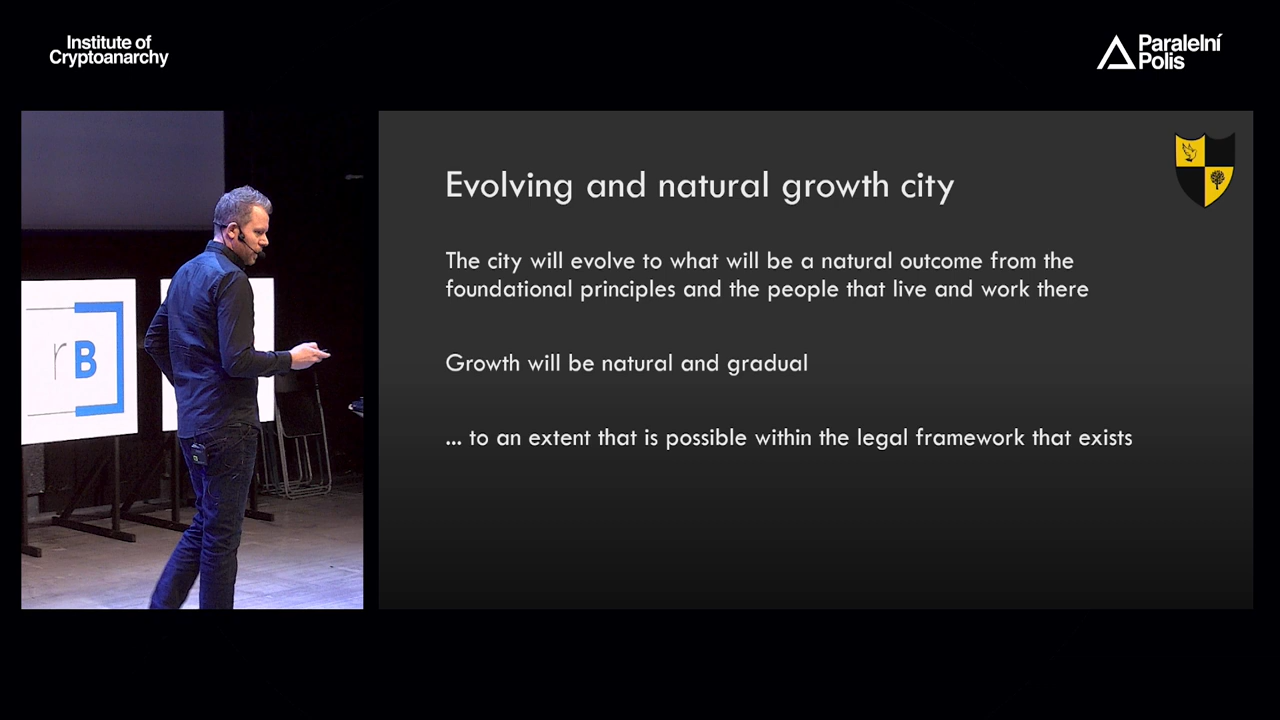 Institute of
Cryptoanarchy
Paralelní
Polis
rB
Evolving and natural growth city
The city will evolve to what will be a natural outcome from the
foundational principles and the people that live and work there
Growth will be natural and gradual
... to an extent that is possible within the legal framework that exists